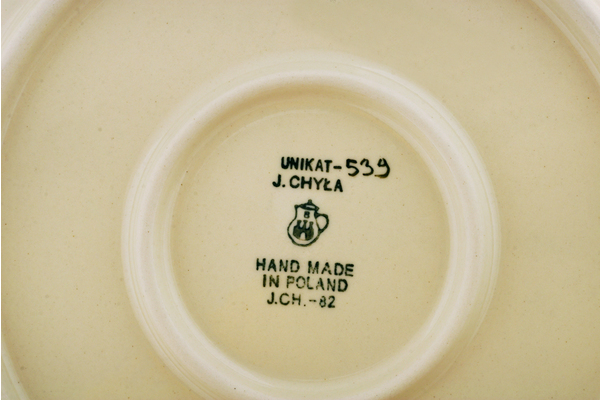 UNIKAT-539
J. CHYŁA
B
HAND MADE
IN POLAND
J.CH.-82